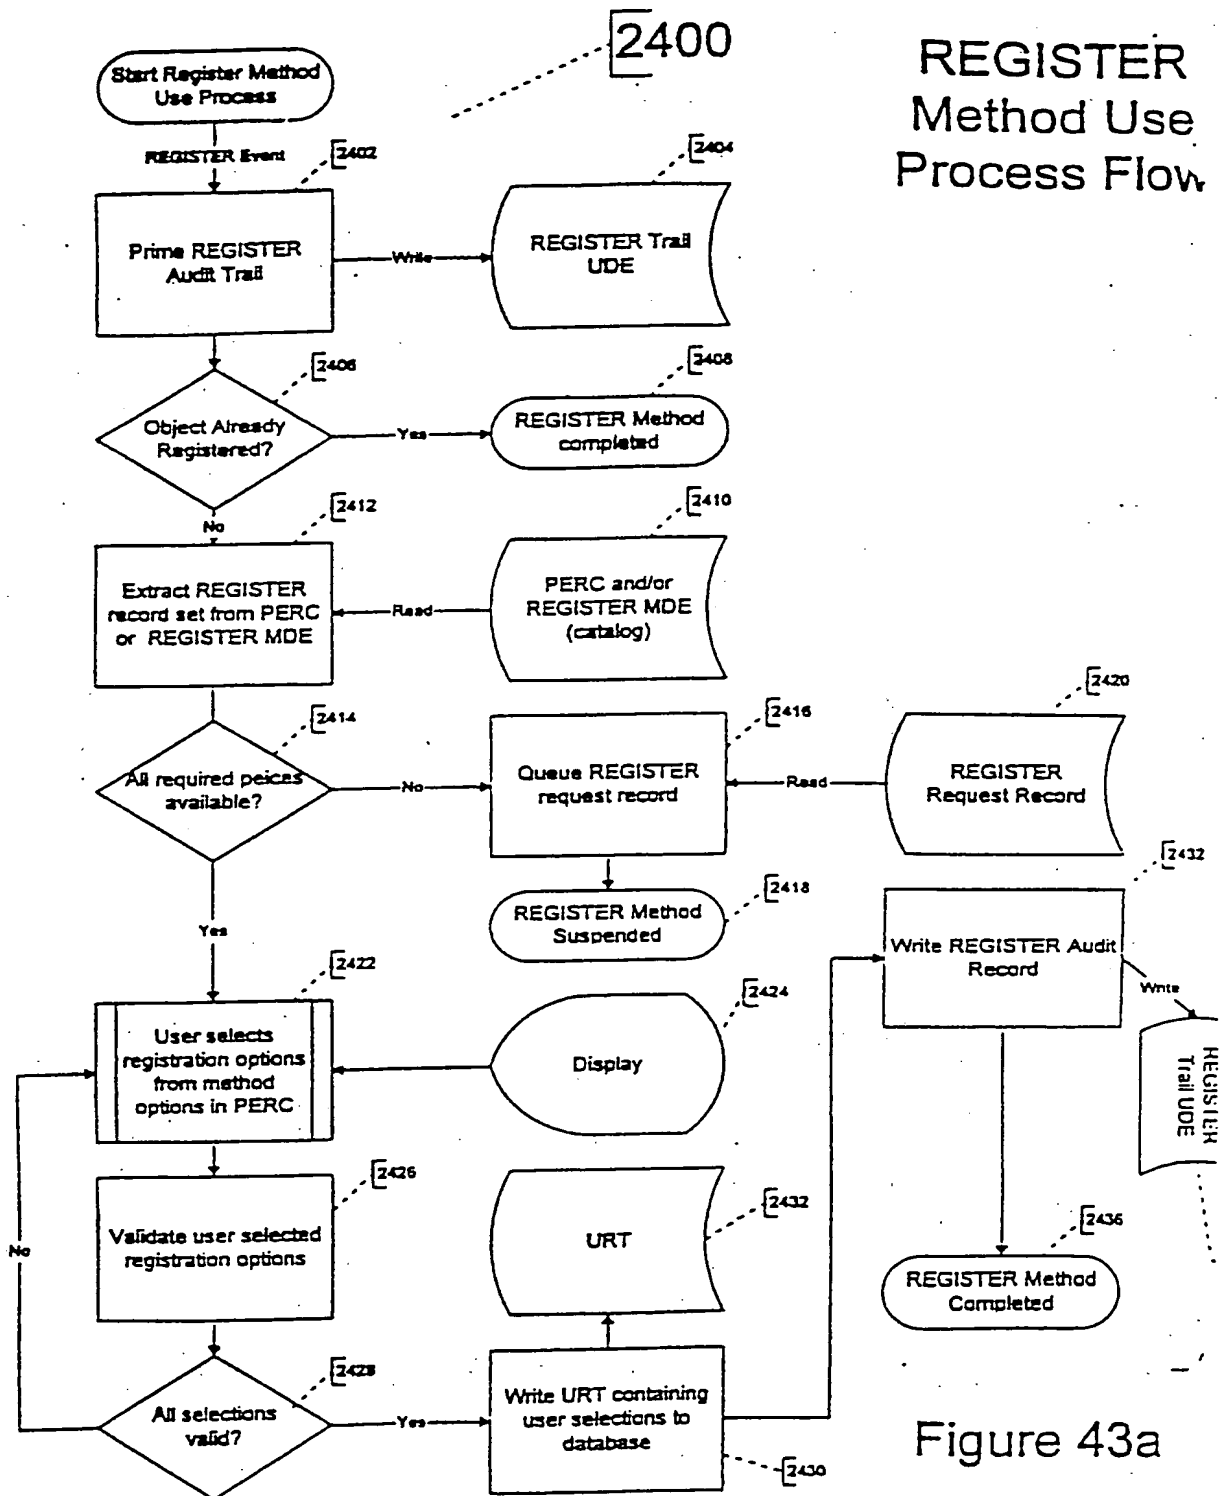 2400
REGISTER
Method Use
Process Flow
Start Register Method
Use Process
REGISTER Event
2402
Prime REGISTER
Audit Trail
Write
2404
REGISTER Trail
UDE
2406
Object Already
Registered?
Yes
2408
REGISTER Method
completed
No
2412
Extract REGISTER
record set from PERC
or REGISTER MDE
Read
2410
PERC and/or
REGISTER MDE
(catalog)
2414
All required peices
available?
No
2416
Queue REGISTER
request record
Read
2420
REGISTER
Request Record
2418
REGISTER Method
Suspended
Yes
2422
User selects
registration options
from method
options in PERC
2424
Display
2426
Validate user selected
registration options
No
2428
All selections
valid?
Yes
2430
Write URT containing
user selections to
database
2432
URT
2432
Write REGISTER Audit
Record
Write
REGISTER
Trail UDE
2436
REGISTER Method
Completed
Figure 43a